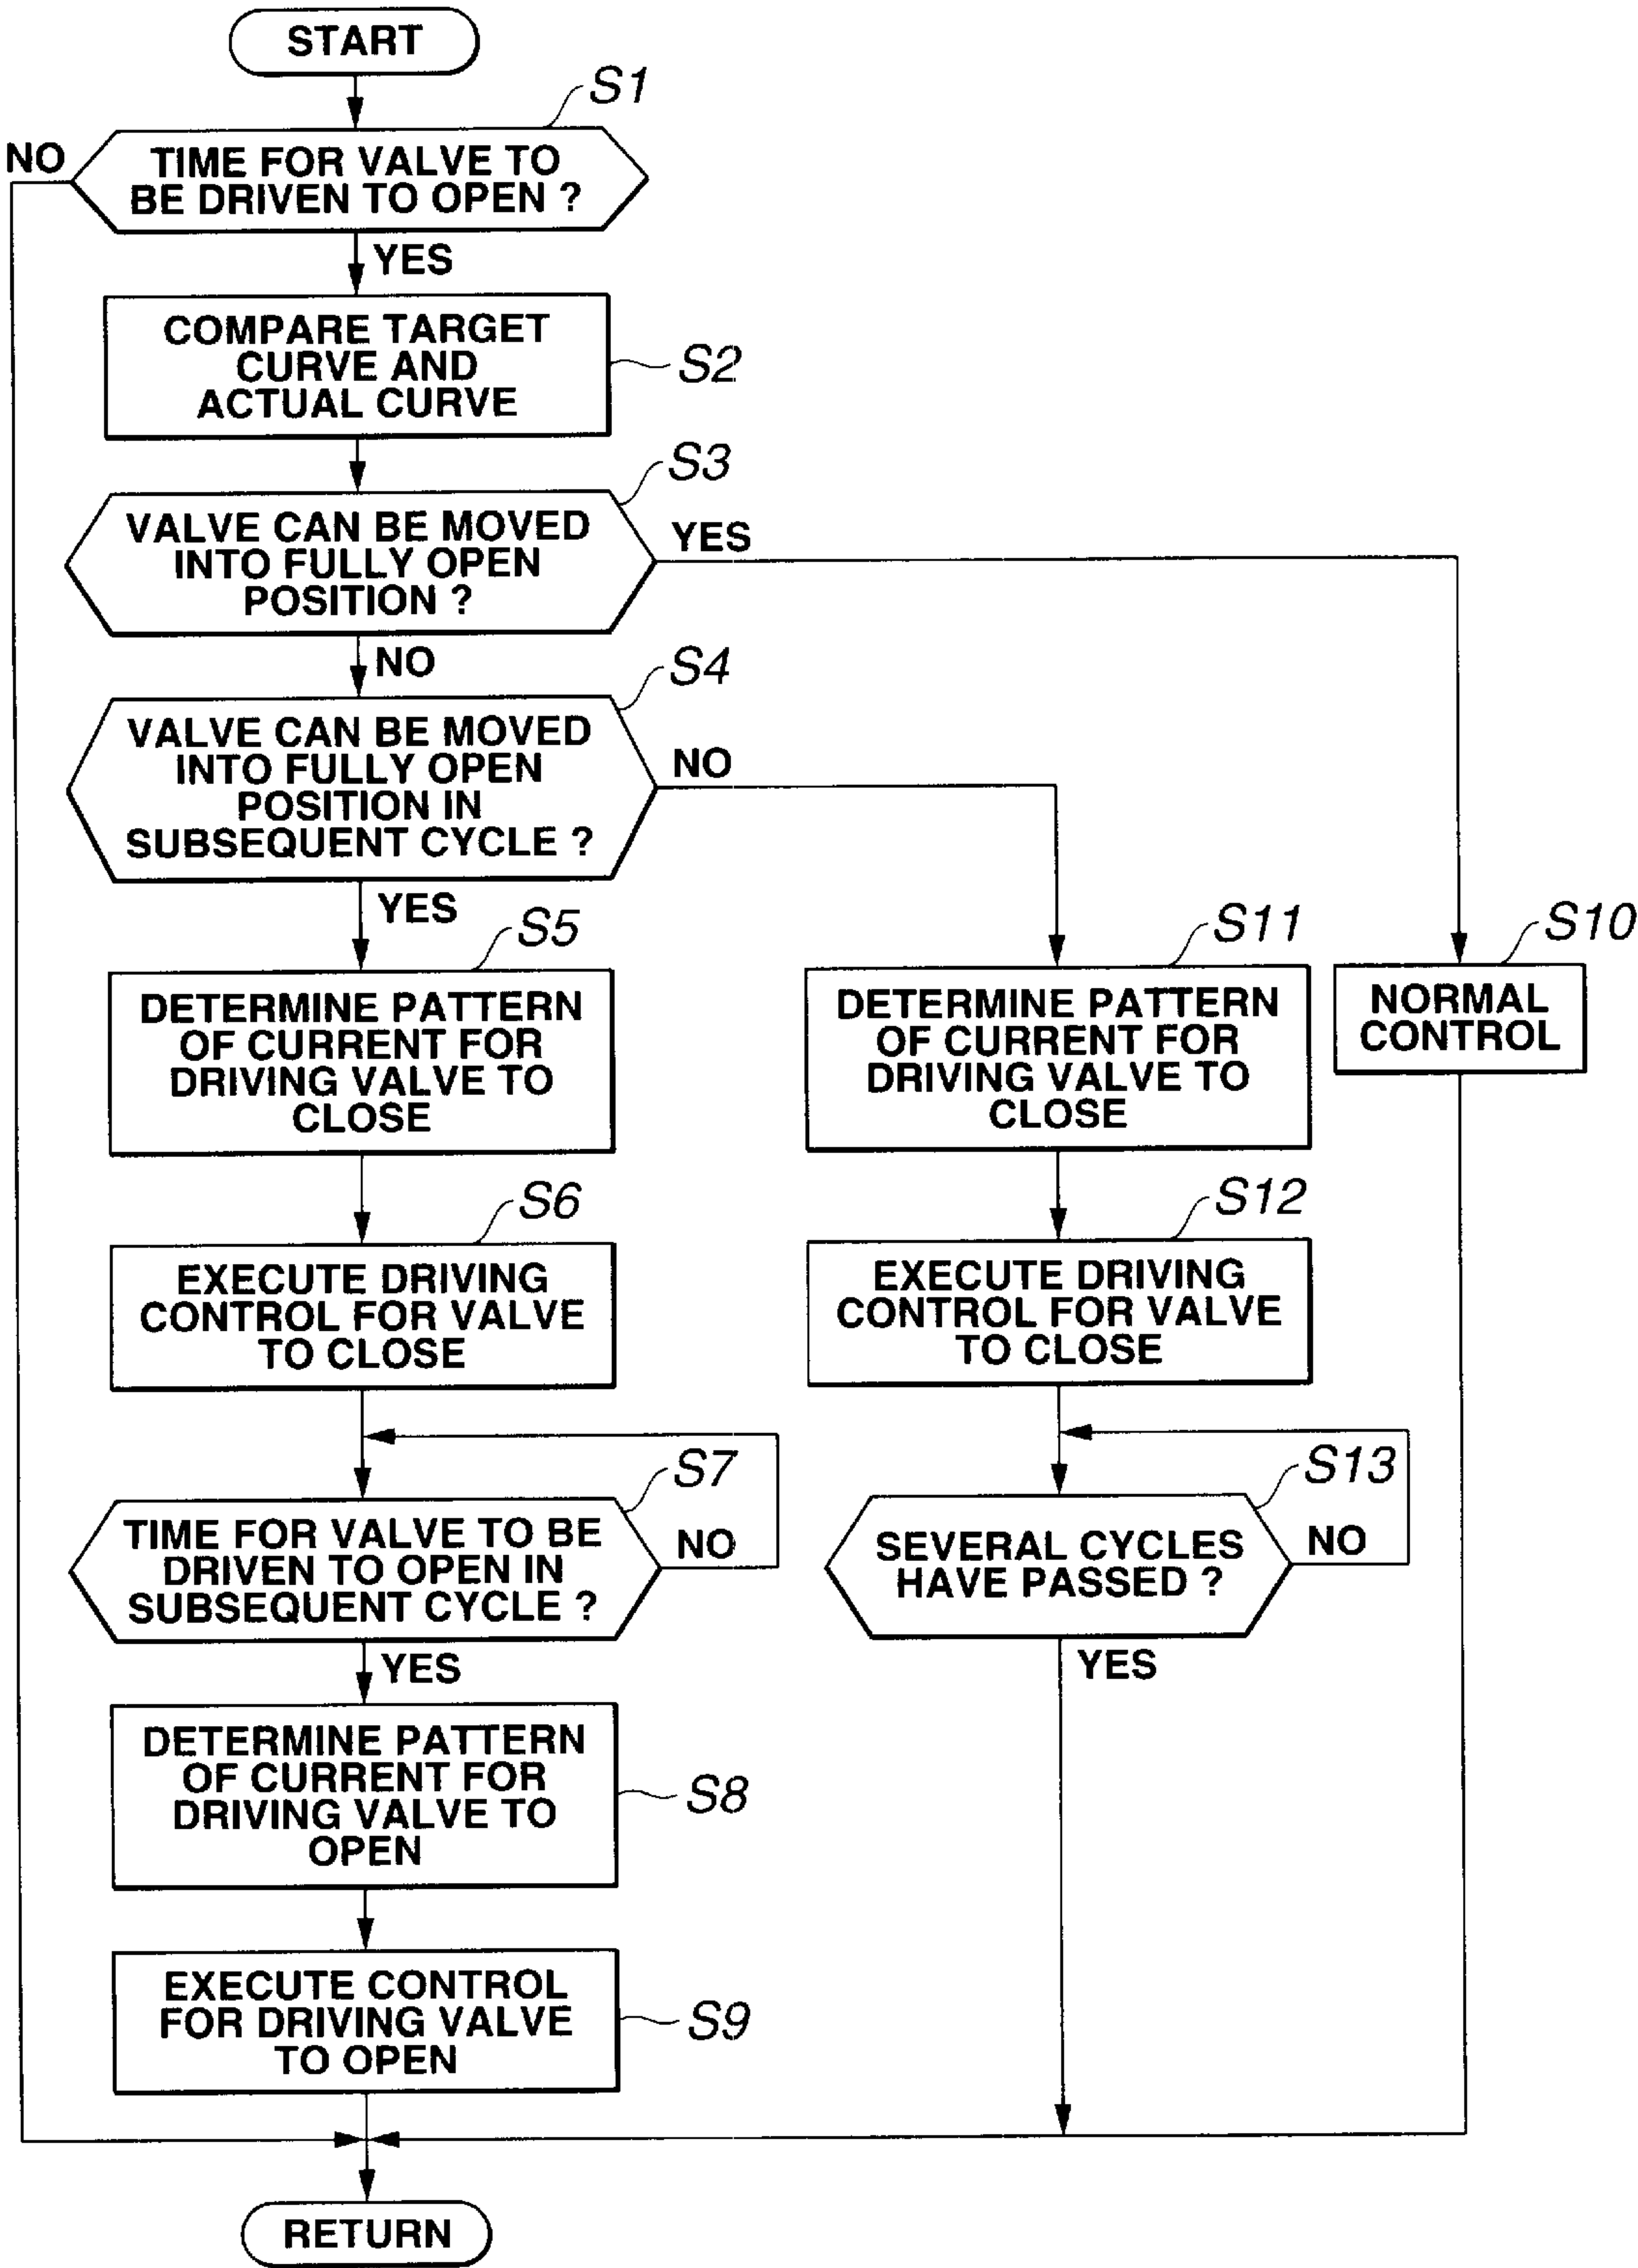 START
S1
NO
TIME FOR VALVE TO
BE DRIVEN TO OPEN ?
YES
COMPARE TARGET
CURVE AND
ACTUAL CURVE
S2
S3
VALVE CAN BE MOVED
INTO FULLY OPEN
POSITION ?
YES
NO
S4
VALVE CAN BE MOVED
INTO FULLY OPEN
POSITION IN
SUBSEQUENT CYCLE ?
NO
YES
S5
DETERMINE PATTERN
OF CURRENT FOR
DRIVING VALVE TO
CLOSE
S11
DETERMINE PATTERN
OF CURRENT FOR
DRIVING VALVE TO
CLOSE
S10
NORMAL
CONTROL
S6
EXECUTE DRIVING
CONTROL FOR VALVE
TO CLOSE
S12
EXECUTE DRIVING
CONTROL FOR VALVE
TO CLOSE
S7
TIME FOR VALVE TO BE
DRIVEN TO OPEN IN
SUBSEQUENT CYCLE ?
NO
YES
S13
SEVERAL CYCLES
HAVE PASSED ?
NO
YES
DETERMINE PATTERN
OF CURRENT FOR
DRIVING VALVE TO
OPEN
S8
EXECUTE CONTROL
FOR DRIVING VALVE
TO OPEN
S9
RETURN